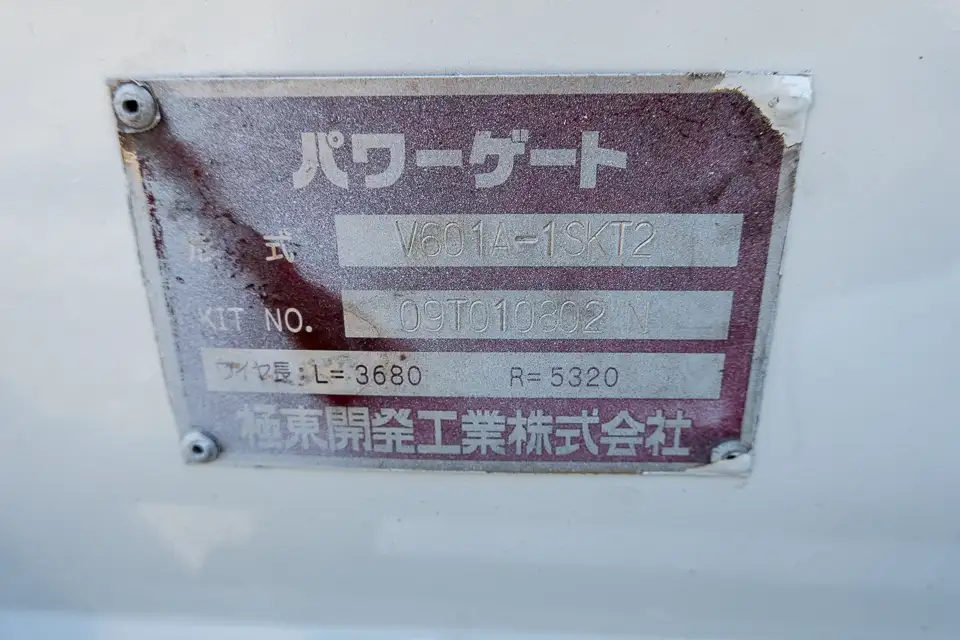 パワーゲート
形式 V601A-1SKT2
KIT NO. 09T010802 N
ワイヤ長: L= 3680 R= 5320
極東開発工業株式会社